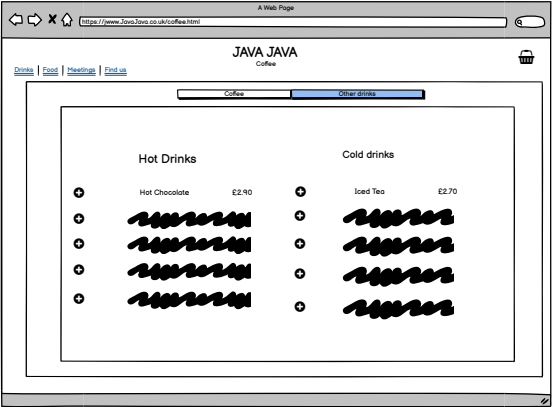 A Web Page
https://jwww.JavaJava.co.uk/coffee.html
JAVA JAVA
Coffee
Drinks | Food | Meetings | Find us
Coffee Other drinks
Hot Drinks
Cold drinks
Hot Chocolate £2.90
Iced Tea £2.70